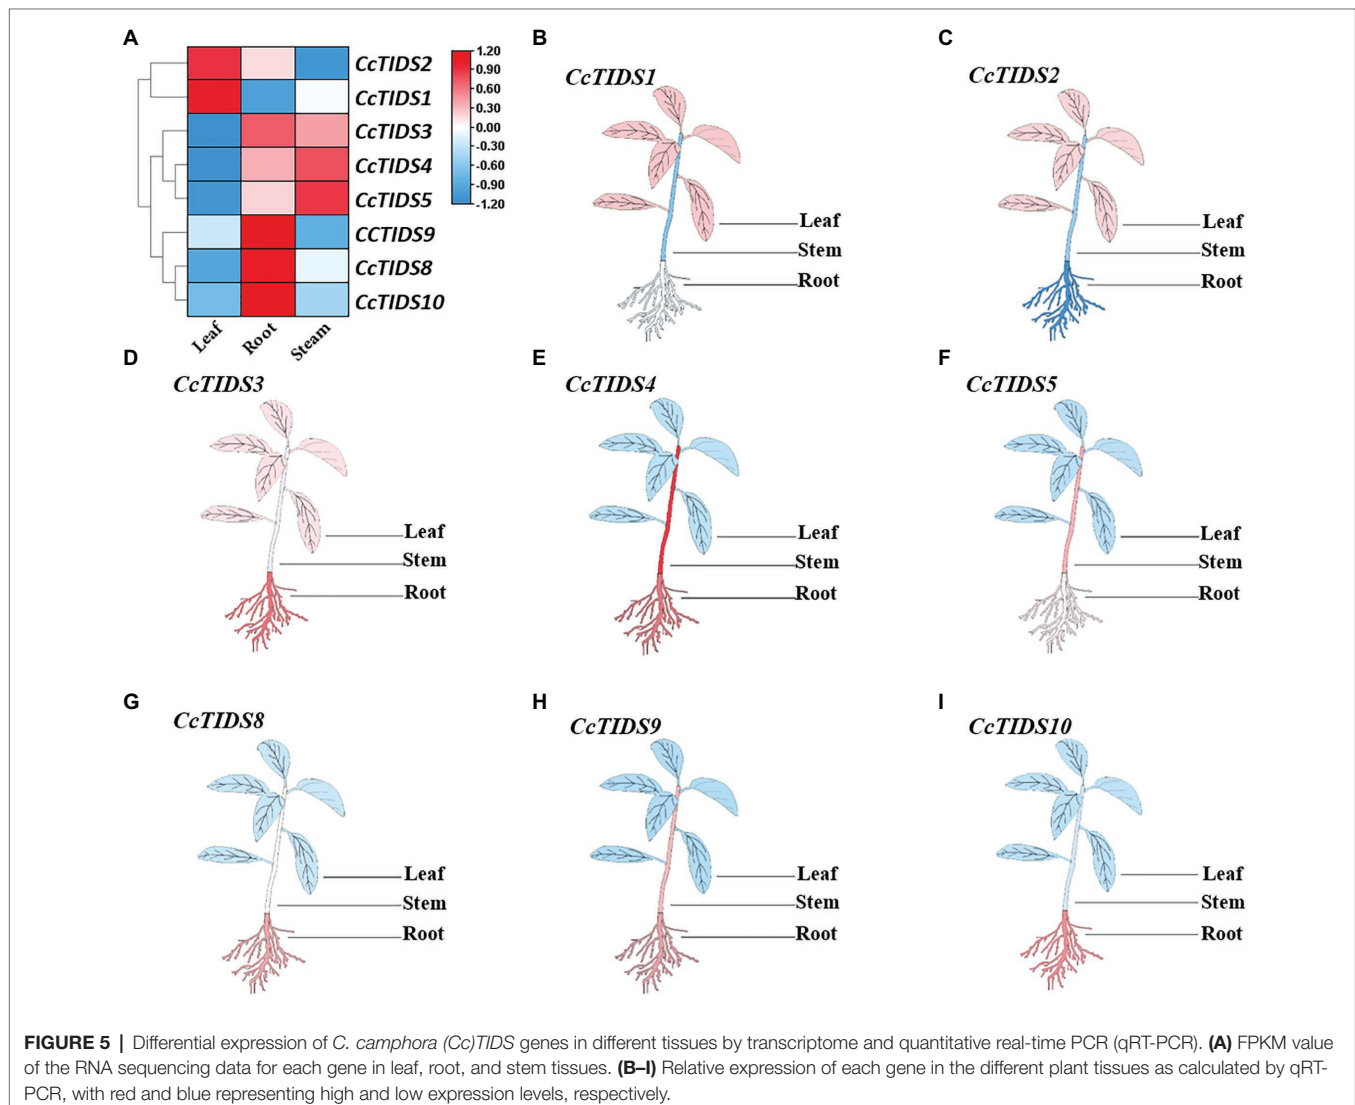 A
CcTIDS2
CcTIDS1
CcTIDS3
CcTIDS4
CcTIDS5
CCTIDS9
CcTIDS8
CcTIDS10
Leaf Root Steam
1.20
0.90
0.60
0.30
0.00
-0.30
-0.60
-0.90
-1.20
B
CcTIDS1
Leaf
Stem
Root
C
CcTIDS2
Leaf
Stem
Root
D
CcTIDS3
Leaf
Stem
Root
E
CcTIDS4
Leaf
Stem
Root
F
CcTIDS5
Leaf
Stem
Root
G
CcTIDS8
Leaf
Stem
Root
H
CcTIDS9
Leaf
Stem
Root
I
CcTIDS10
Leaf
Stem
Root
FIGURE 5 | Differential expression of C. camphora (Cc)TIDS genes in different tissues by transcriptome and quantitative real-time PCR (qRT-PCR). (A) FPKM value
of the RNA sequencing data for each gene in leaf, root, and stem tissues. (B–I) Relative expression of each gene in the different plant tissues as calculated by qRT-
PCR, with red and blue representing high and low expression levels, respectively.